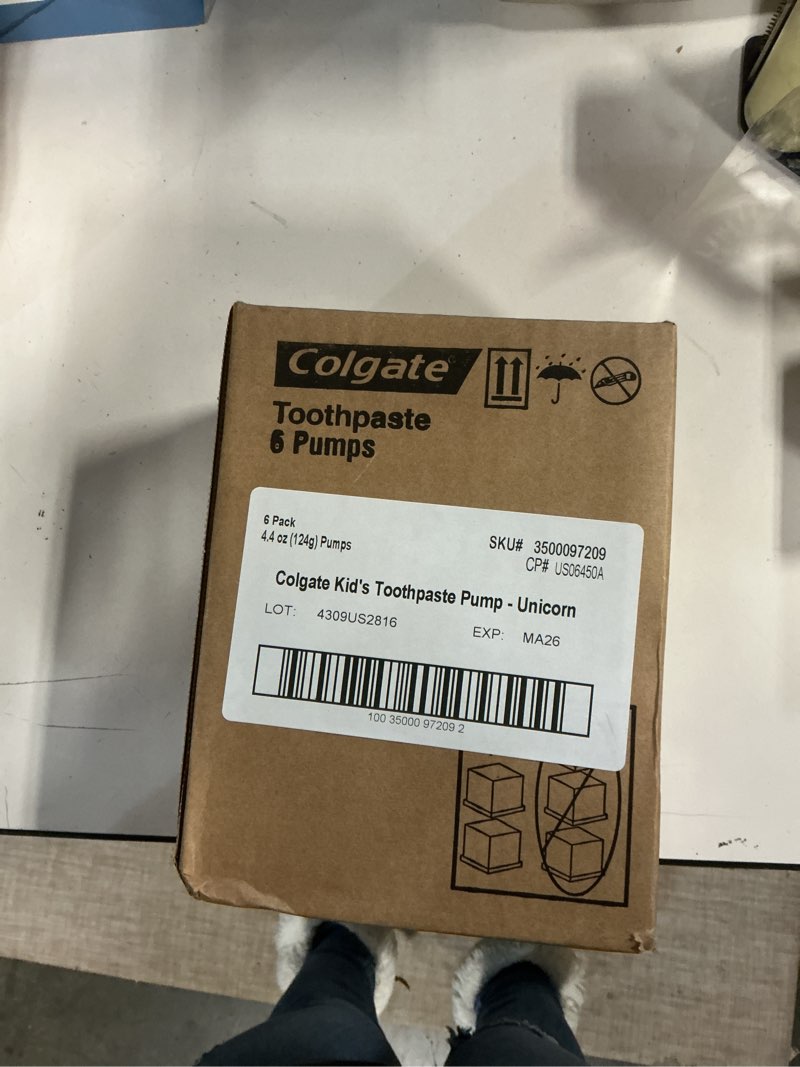 Colgate
Toothpaste
6 Pumps
6 Pack
4.4 oz (124g) Pumps
SKU# 3500097209
CP# US06450A
Colgate Kid's Toothpaste Pump - Unicorn
LOT: 4309US2816
EXP: MA26
100 35000 97209 2